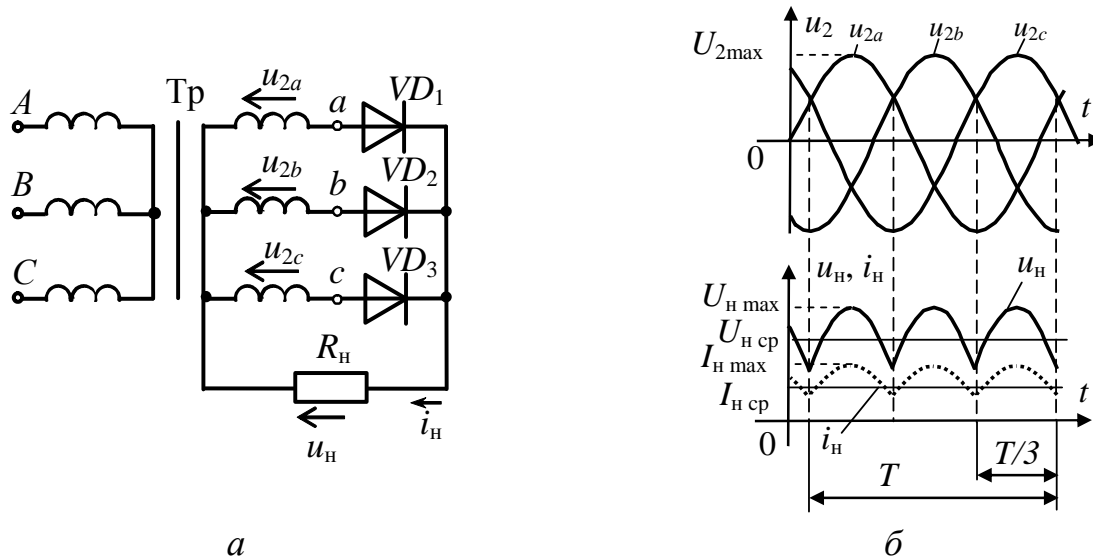 A
B
C
Тр
u2a
u2b
u2c
a
b
c
VD1
VD2
VD3
Rн
uн
iн
а
u2
u2a
u2b
u2c
U2max
0
t
uн, iн
uн
Uн max
Uн ср
Iн max
Iн ср
0
iн
t
T/3
T
б